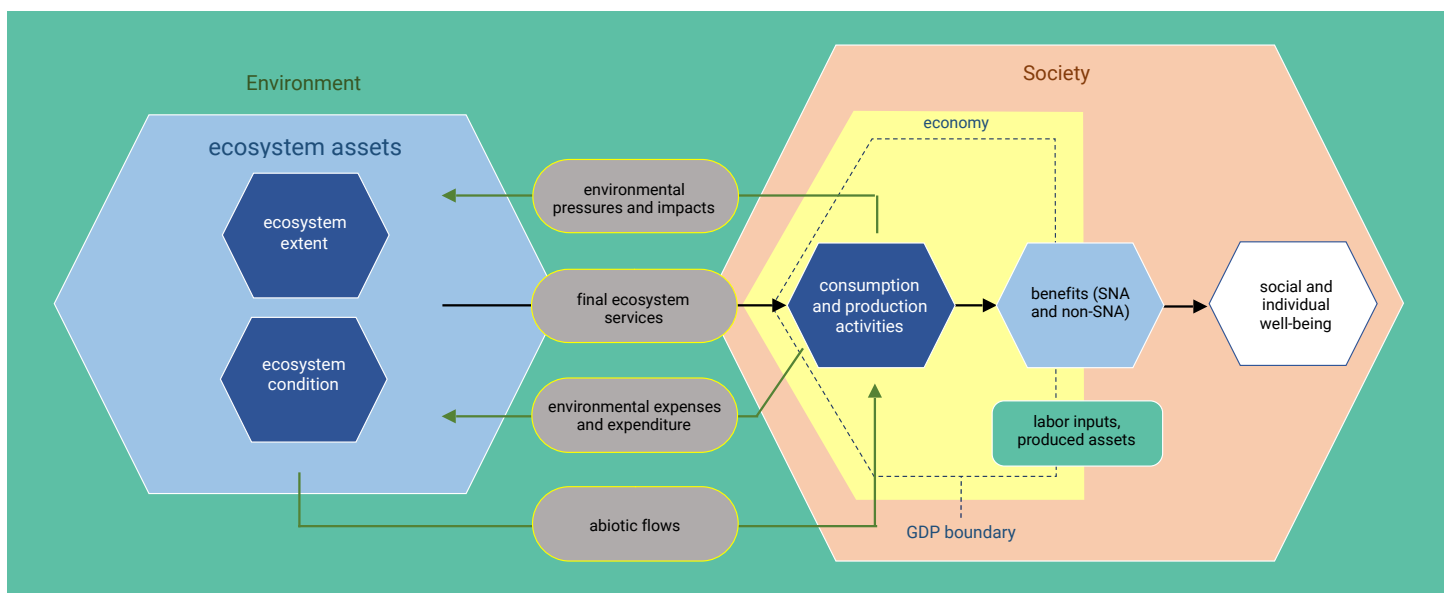 Environment
Society
ecosystem assets
economy
environmental
pressures and impacts
ecosystem
extent
final ecosystem
services
consumption
and production
activities
benefits (SNA
and non-SNA)
social and
individual
well-being
ecosystem
condition
environmental expenses
and expenditure
labor inputs,
produced assets
abiotic flows
GDP boundary